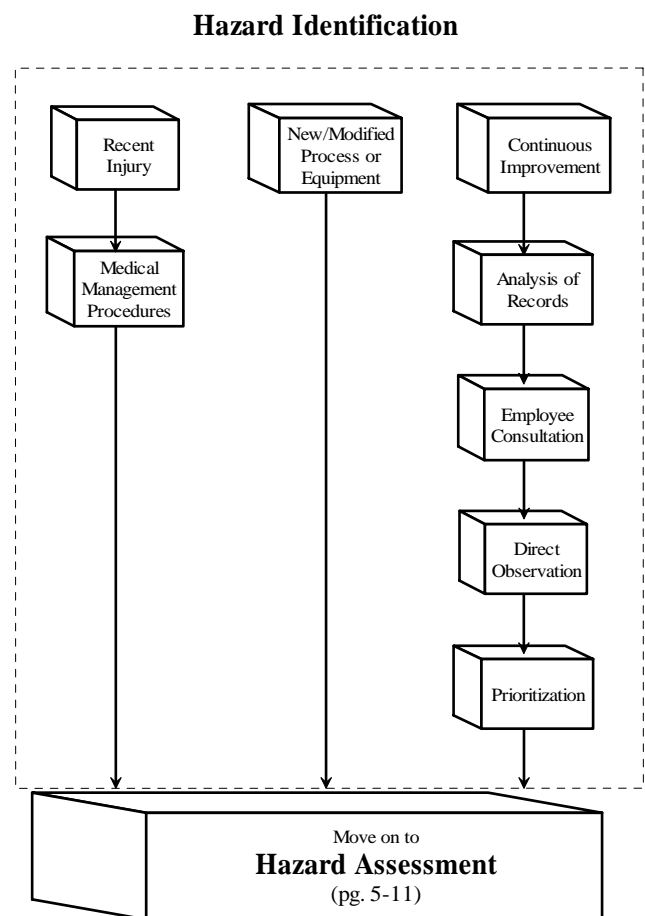 Hazard Identification
Recent
Injury
New/Modified
Process or
Equipment
Continuous
Improvement
Medical
Management
Procedures
Analysis of
Records
Employee
Consultation
Direct
Observation
Prioritization
Move on to
Hazard Assessment
(pg. 5-11)